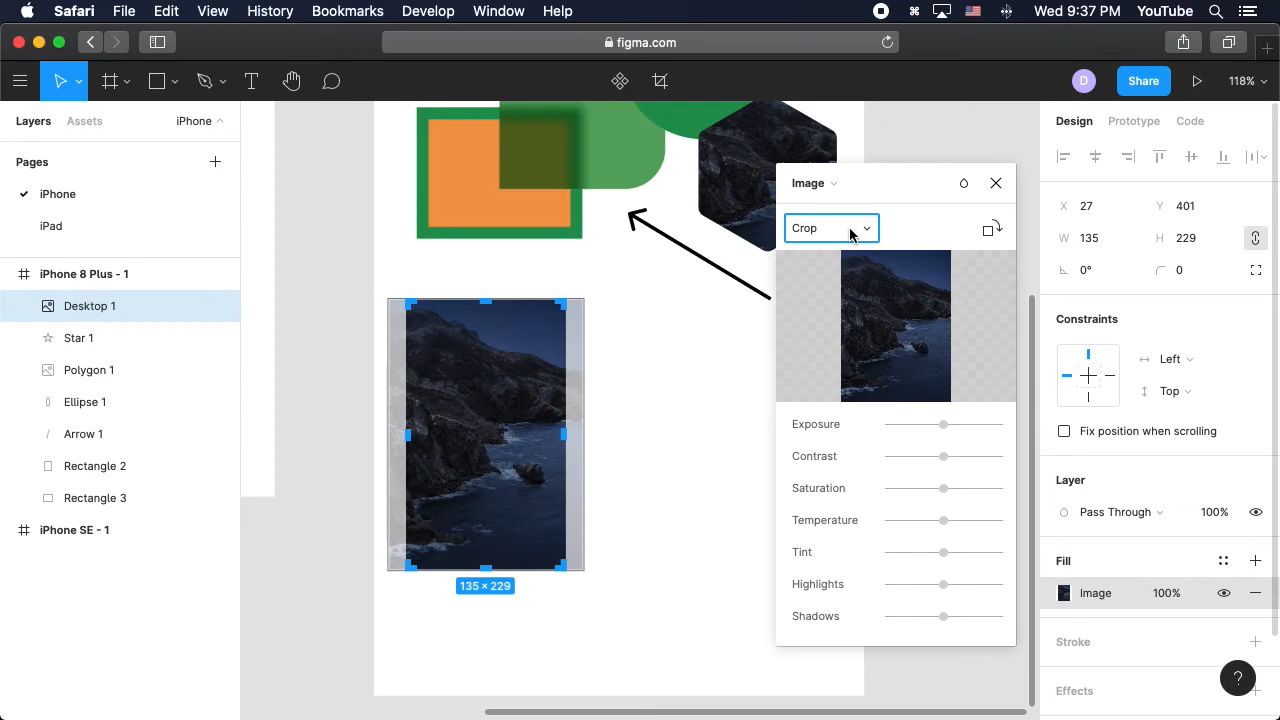 Safari File Edit View History Bookmarks Develop Window Help Wed 9:37 PM YouTube
figma.com
D Share 118%
Layers Assets iPhone
Pages
iPhone
iPad
iPhone 8 Plus - 1
Desktop 1
Star 1
Polygon 1
Ellipse 1
Arrow 1
Rectangle 2
Rectangle 3
iPhone SE - 1
135 × 229
Image
Crop
Exposure
Contrast
Saturation
Temperature
Tint
Highlights
Shadows
Design Prototype Code
X 27 Y 401
W 135 H 229
0° 0
Constraints
Left
Top
Fix position when scrolling
Layer
Pass Through 100%
Fill
Image 100%
Stroke
Effects
?